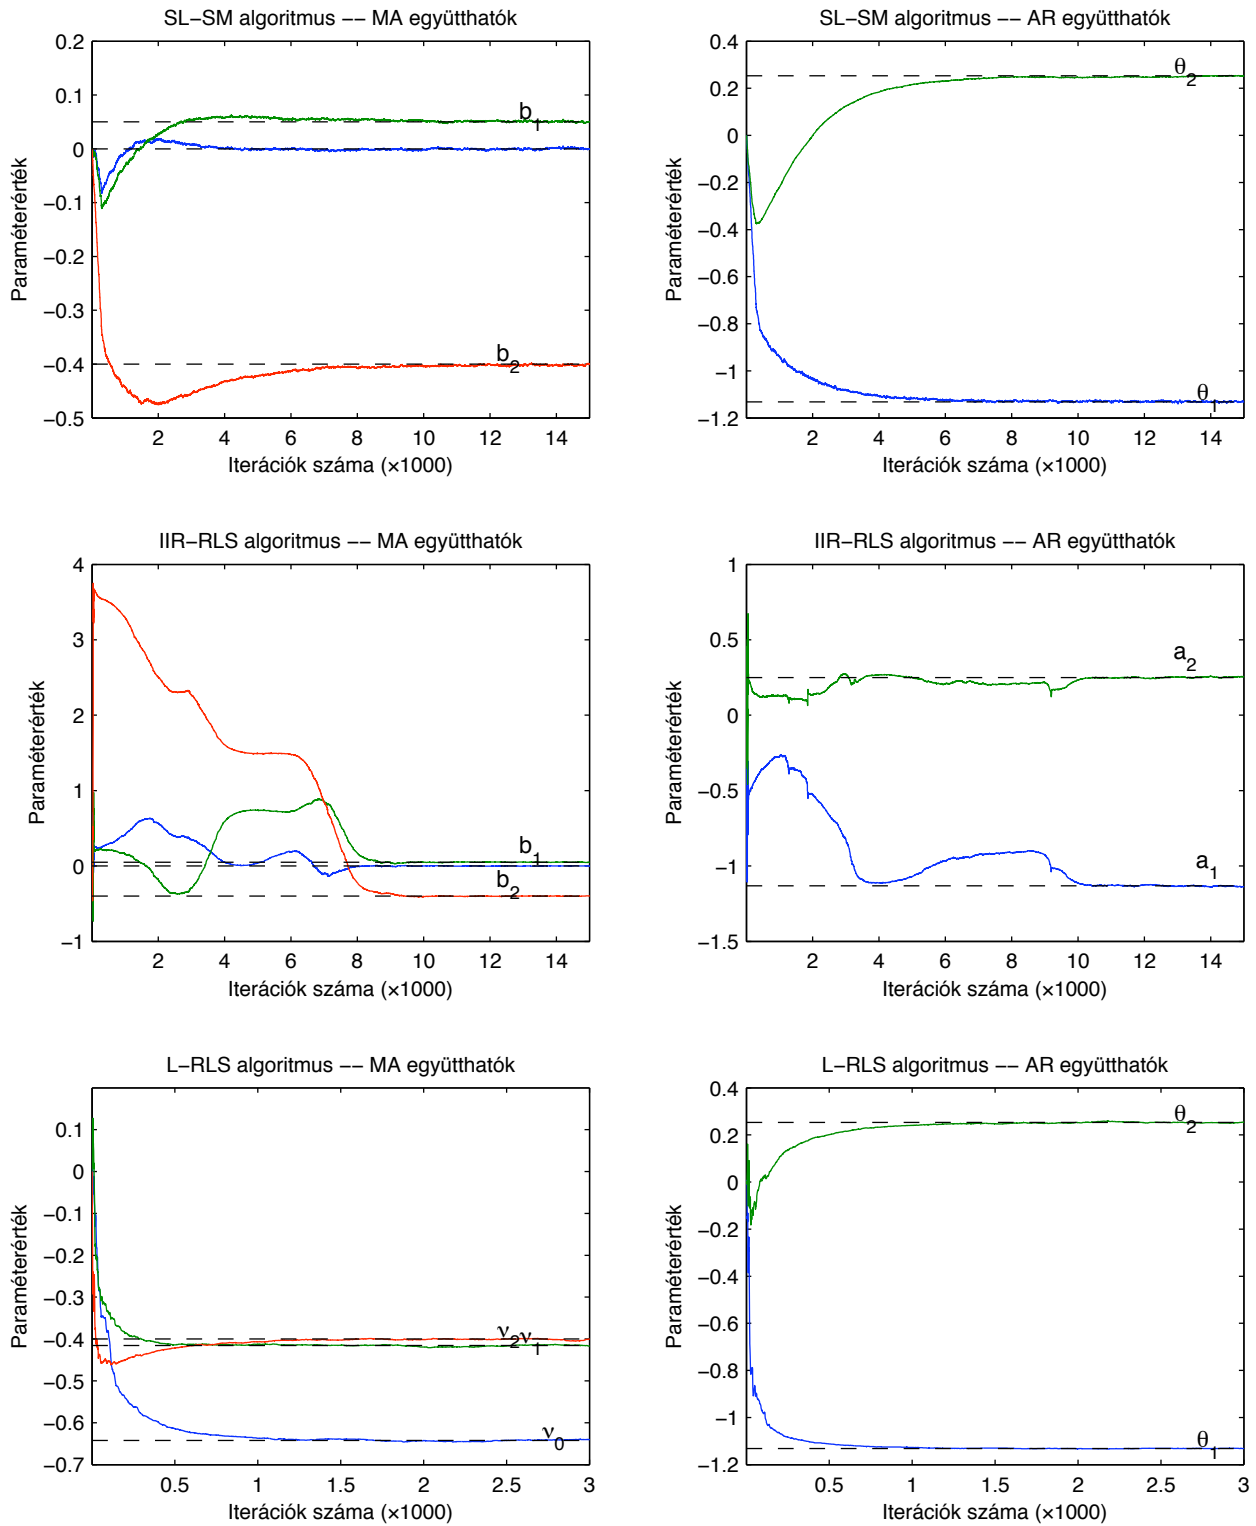 SL−SM algoritmus −− MA együtthatók
0.2
0.1
0
−0.1
−0.2
−0.3
−0.4
−0.5
Paraméterérték
b1
b2
2 4 6 8 10 12 14
Iterációk száma (×1000)
SL−SM algoritmus −− AR együtthatók
0.4
0.2
0
−0.2
−0.4
−0.6
−0.8
−1
−1.2
Paraméterérték
θ2
θ1
2 4 6 8 10 12 14
Iterációk száma (×1000)
IIR−RLS algoritmus −− MA együtthatók
4
3
2
1
0
−1
Paraméterérték
b1
b2
2 4 6 8 10 12 14
Iterációk száma (×1000)
IIR−RLS algoritmus −− AR együtthatók
1
0.5
0
−0.5
−1
−1.5
Paraméterérték
a2
a1
2 4 6 8 10 12 14
Iterációk száma (×1000)
L−RLS algoritmus −− MA együtthatók
0.1
0
−0.1
−0.2
−0.3
−0.4
−0.5
−0.6
−0.7
Paraméterérték
ν2ν1
ν0
0.5 1 1.5 2 2.5 3
Iterációk száma (×1000)
L−RLS algoritmus −− AR együtthatók
0.4
0.2
0
−0.2
−0.4
−0.6
−0.8
−1
−1.2
Paraméterérték
θ2
θ1
0.5 1 1.5 2 2.5 3
Iterációk száma (×1000)